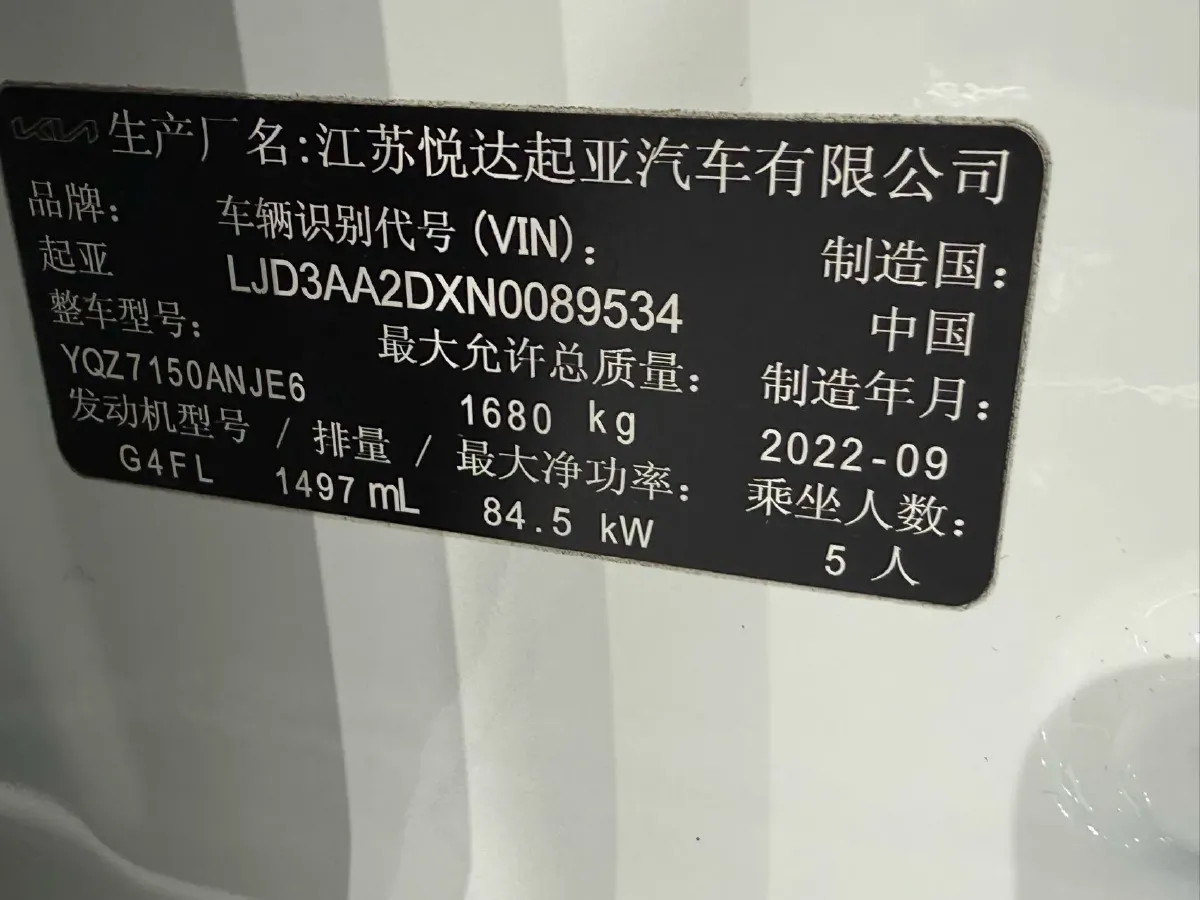 KIA 生产厂名:江苏悦达起亚汽车有限公司
品牌: 车辆识别代号(VIN): 制造国:
起亚 LJD3AA2DXN0089534 中国
整车型号: 最大允许总质量: 制造年月:
YQZ7150ANJE6 1680 kg 2022-09
发动机型号 / 排量 / 最大净功率: 乘坐人数:
G4FL 1497 mL 84.5 kW 5 人